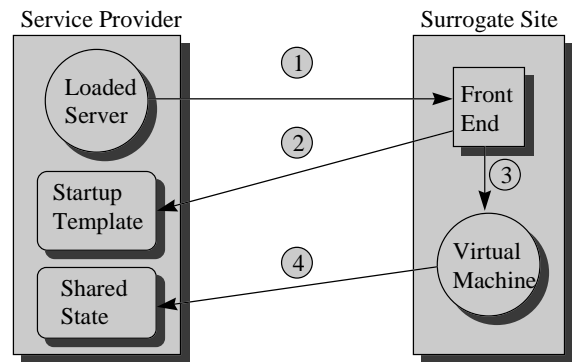 Service Provider
Surrogate Site
Loaded
Server
1
Front
End
2
Startup
Template
3
Virtual
Machine
4
Shared
State